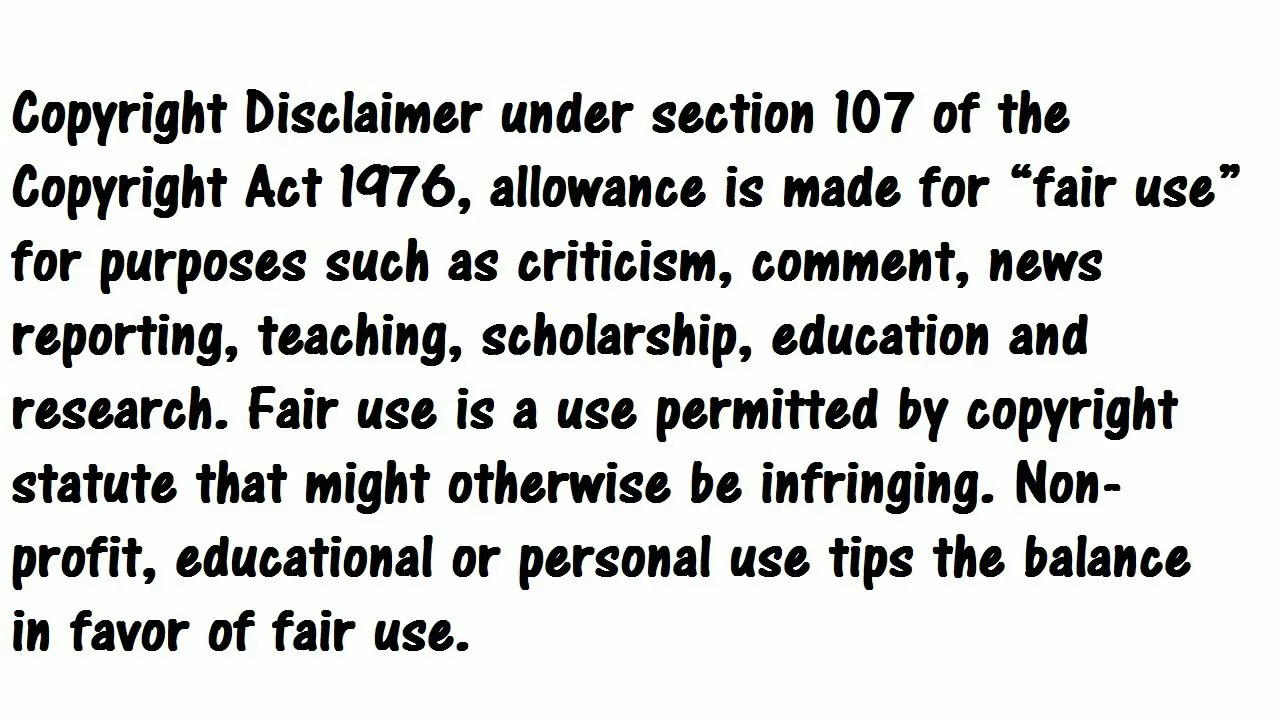 Copyright Disclaimer under section 107 of the
Copyright Act 1976, allowance is made for “fair use”
for purposes such as criticism, comment, news
reporting, teaching, scholarship, education and
research. Fair use is a use permitted by copyright
statute that might otherwise be infringing. Non-
profit, educational or personal use tips the balance
in favor of fair use.